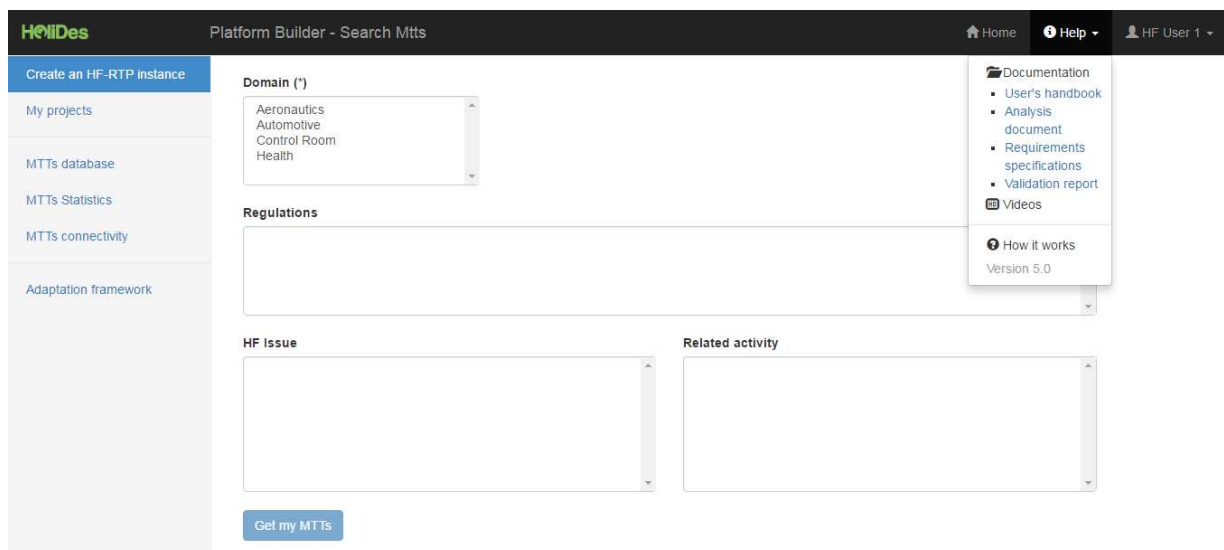 HoliDes
Platform Builder - Search Mtts
Home
Help
HF User 1
Create an HF-RTP instance
My projects
MTTs database
MTTs Statistics
MTTs connectivity
Adaptation framework
Domain (*)
Aeronautics
Automotive
Control Room
Health
Regulations
HF Issue
Related activity
Get my MTTs
Documentation
User's handbook
Analysis
document
Requirements
specifications
Validation report
HD Videos
How it works
Version 5.0